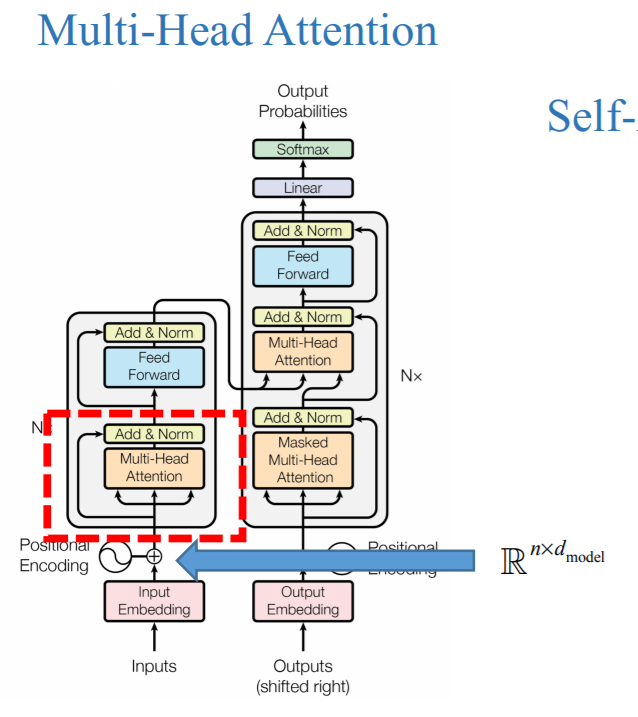 Multi-Head Attention
Self-
Output
Probabilities
Softmax
Linear
Add & Norm
Feed
Forward
Add & Norm
Multi-Head
Attention
N×
Add & Norm
Masked
Multi-Head
Attention
Add & Norm
Feed
Forward
N×
Add & Norm
Multi-Head
Attention
Positional
Encoding
Positional
Encoding
ℝ^{n×d_model}
Input
Embedding
Output
Embedding
Inputs
Outputs
(shifted right)